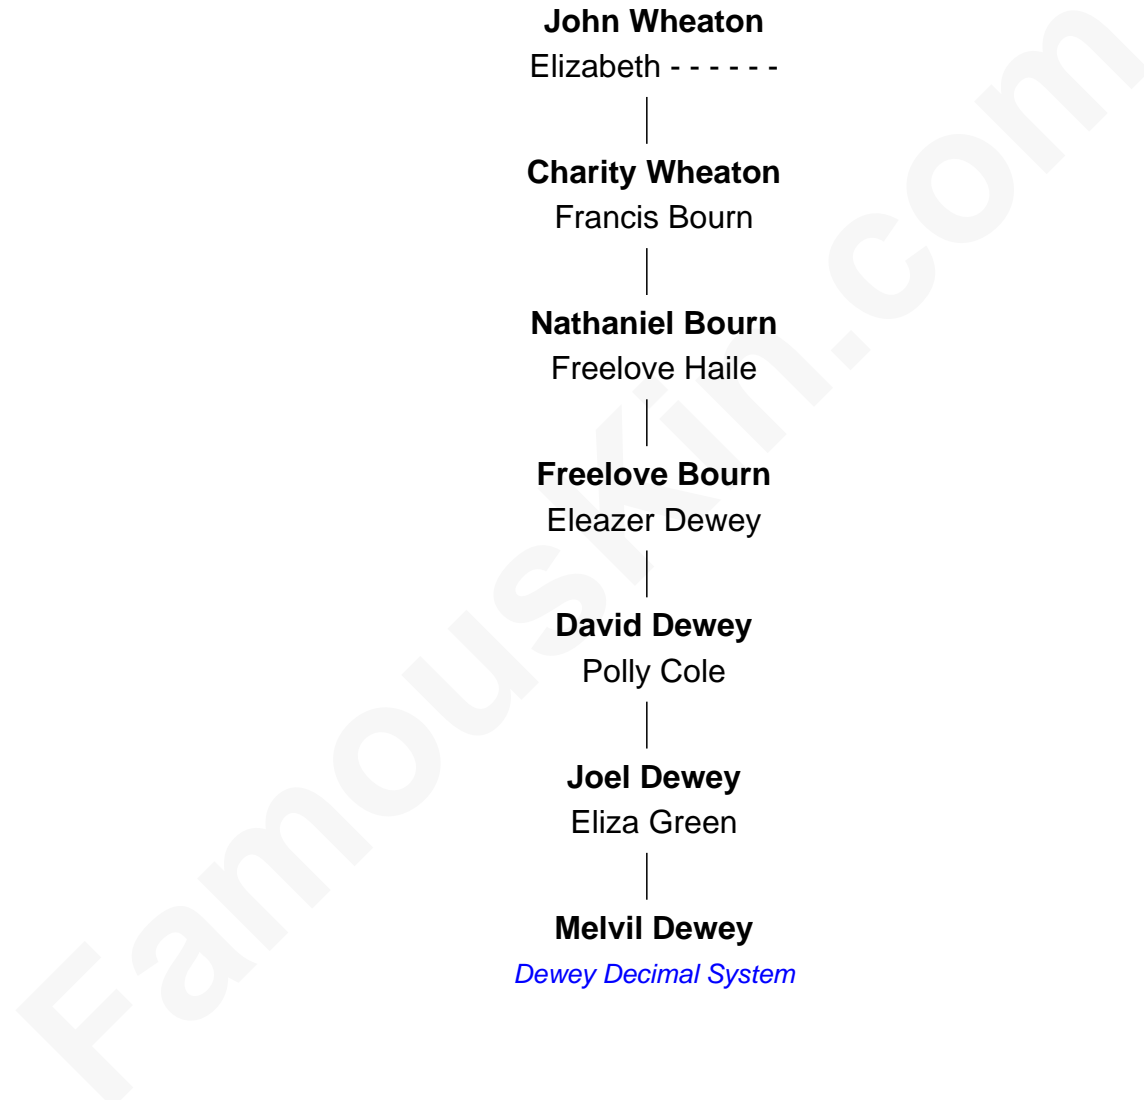 John Wheaton
Elizabeth - - - - - -
Charity Wheaton
Francis Bourn
Nathaniel Bourn
Freelove Haile
Freelove Bourn
Eleazer Dewey
David Dewey
Polly Cole
Joel Dewey
Eliza Green
Melvil Dewey
Dewey Decimal System
FamousKin.com